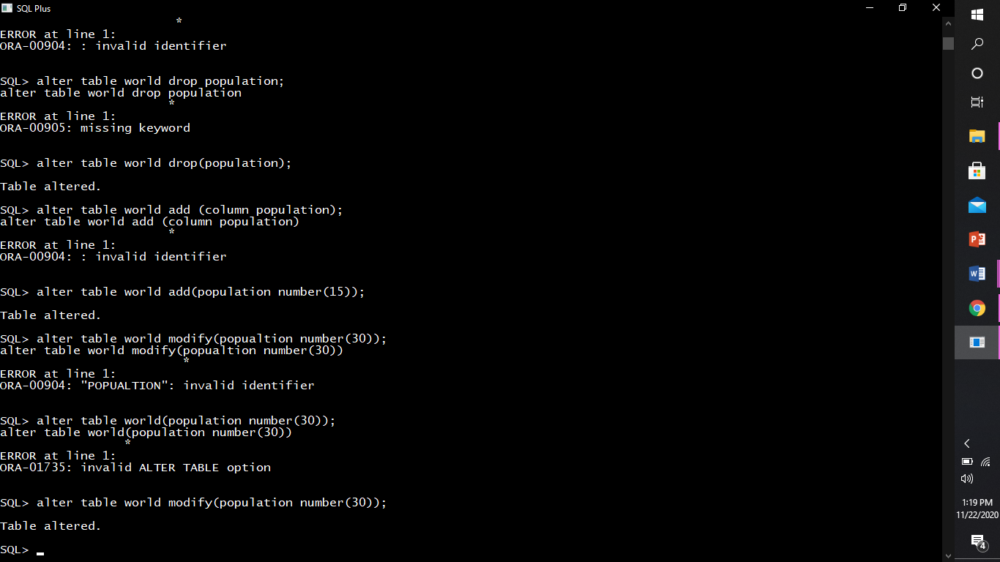 SQL Plus
*
ERROR at line 1:
ORA-00904: : invalid identifier
SQL> alter table world drop population;
alter table world drop population
*
ERROR at line 1:
ORA-00905: missing keyword
SQL> alter table world drop(population);
Table altered.
SQL> alter table world add (column population);
alter table world add (column population)
*
ERROR at line 1:
ORA-00904: : invalid identifier
SQL> alter table world add(population number(15));
Table altered.
SQL> alter table world modify(popualtion number(30));
alter table world modify(popualtion number(30))
*
ERROR at line 1:
ORA-00904: "POPUALTION": invalid identifier
SQL> alter table world(population number(30));
alter table world(population number(30))
*
ERROR at line 1:
ORA-01735: invalid ALTER TABLE option
SQL> alter table world modify(population number(30));
Table altered.
SQL>
P
W
1:19 PM
11/22/2020
4